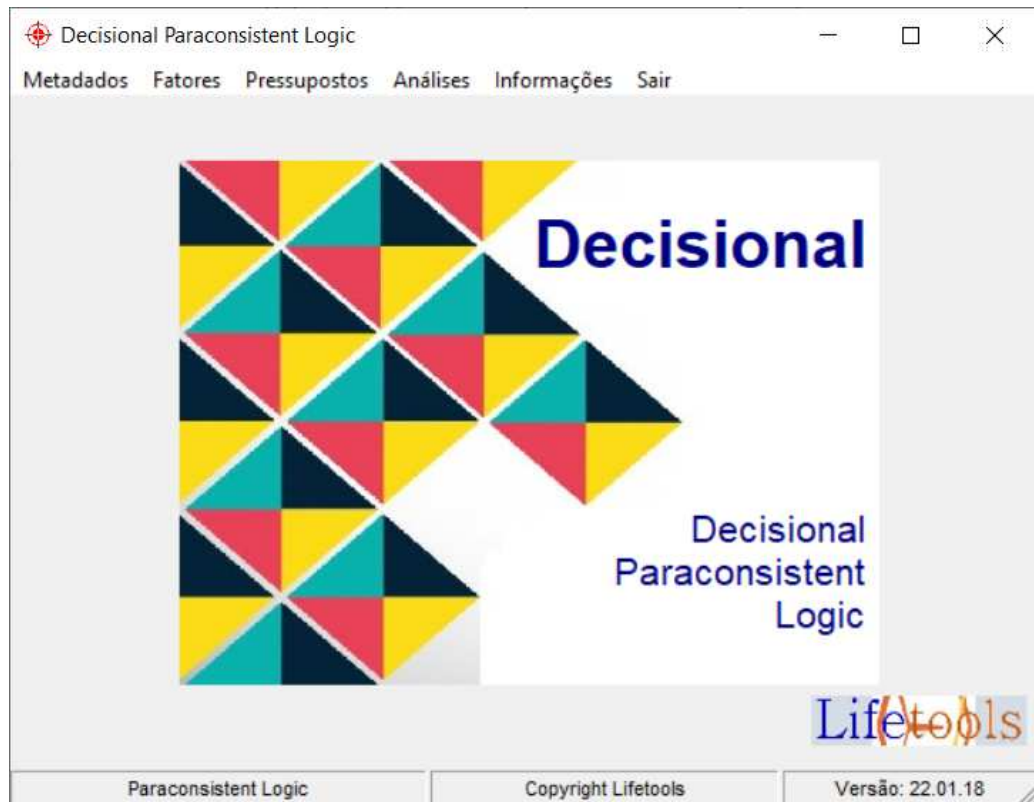 Decisional Paraconsistent Logic
Metadados Fatores Pressupostos Análises Informações Sair
Decisional
Decisional
Paraconsistent
Logic
Lifetools
Paraconsistent Logic Copyright Lifetools Versão: 22.01.18